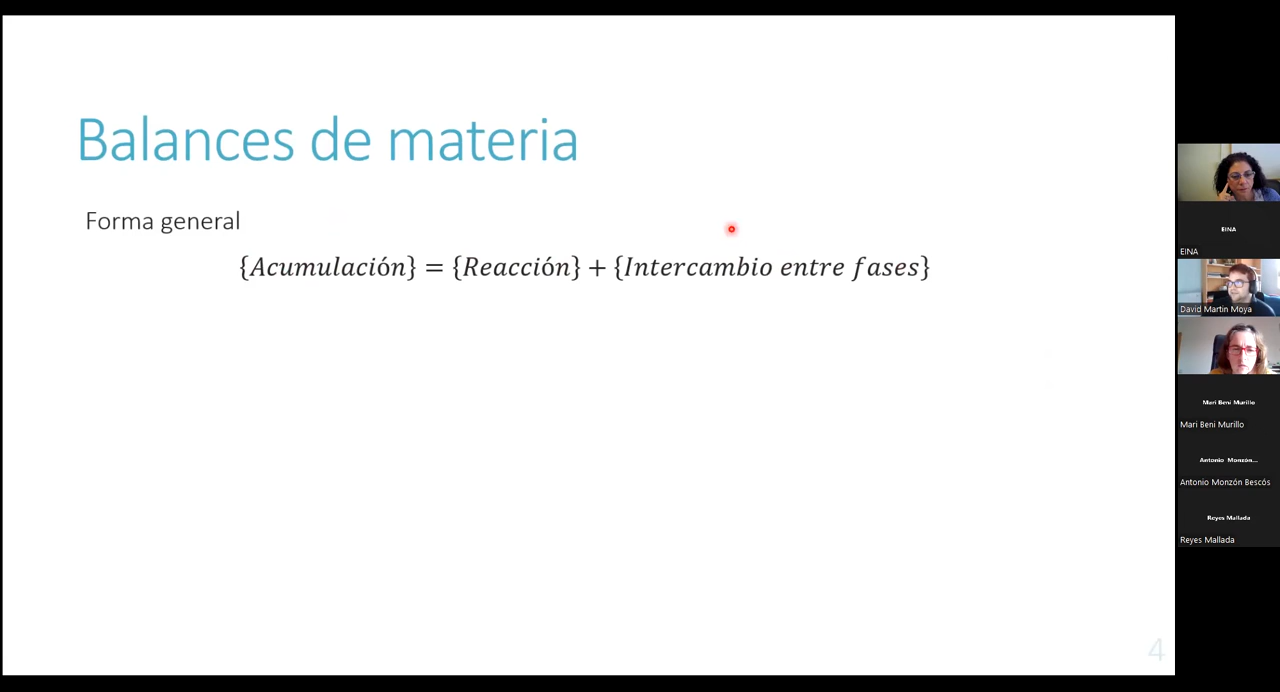 Balances de materia
Forma general
{Acumulación} = {Reacción} + {Intercambio entre fases}
4
EINA
EINA
David Martin Moya
Mari Beni Murillo
Mari Beni Murillo
Antonio Monzón...
Antonio Monzón Bescós
Reyes Mallada
Reyes Mallada